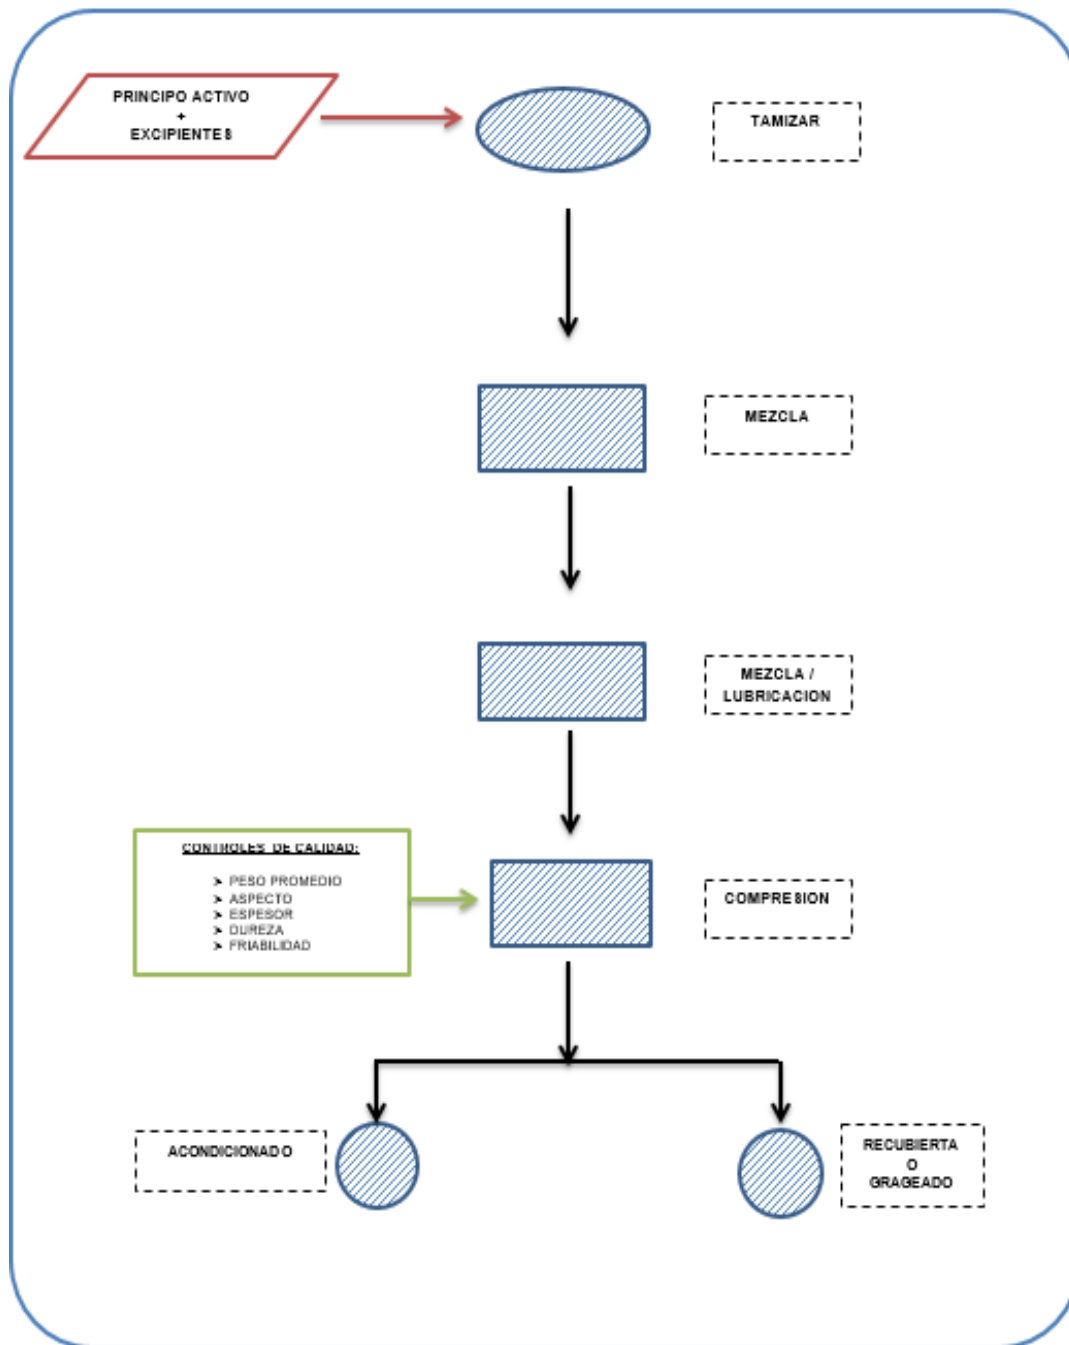 PRINCIPO ACTIVO
+
EXCIPIENTES
TAMIZAR
MEZCLA
MEZCLA /
LUBRICACION
CONTROLES DE CALIDAD:
➤ PESO PROMEDIO
➤ ASPECTO
➤ ESPESOR
➤ DUREZA
➤ FRIABILIDAD
COMPRESION
ACONDICIONADO
RECUBIERTA
O
GRAGEADO